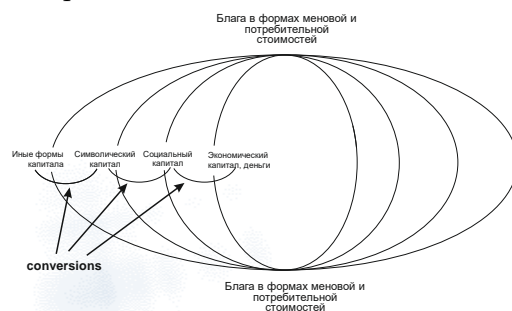 Блага в формах меновой и
потребительной
стоимостей
Иные формы
капитала
Символический
капитал
Социальный
капитал
Экономический
капитал, деньги
conversions
Блага в формах меновой и
потребительной
стоимостей